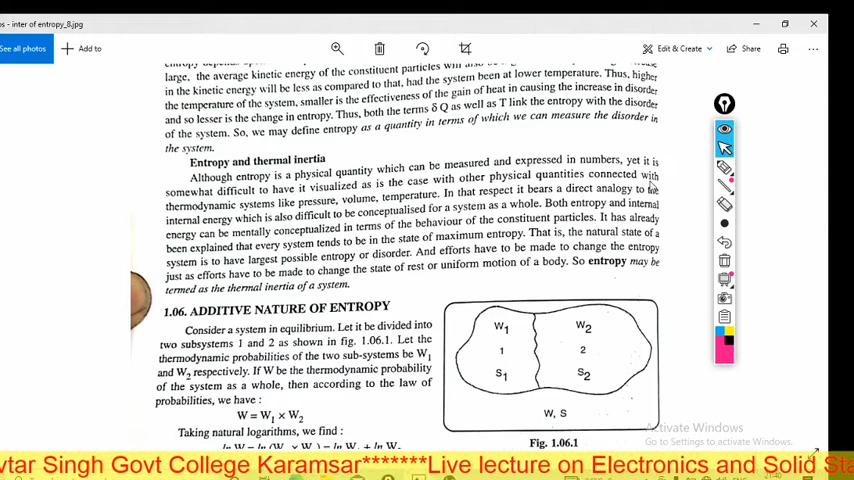 s - inter of entropy_8.jpg
See all photos
Add to
Edit & Create
Share
large, the average kinetic energy of the constituent particles will also be
in the kinetic energy will be less as compared to that, had the system been at lower temperature. Thus, higher
the temperature of the system, smaller is the effectiveness of the gain of heat in causing the increase in disorder
and so lesser is the change in entropy. Thus, both the terms δ Q as well as T link the entropy with the disorder
of the system. So, we may define entropy as a quantity in terms of which we can measure the disorder in
the system.
Entropy and thermal inertia
Although entropy is a physical quantity which can be measured and expressed in numbers, yet it is
somewhat difficult to have it visualized as is the case with other physical quantities connected with
thermodynamic systems like pressure, volume, temperature. In that respect it bears a direct analogy to the
internal energy which is also difficult to be conceptualised for a system as a whole. Both entropy and internal
energy can be mentally conceptualized in terms of the behaviour of the constituent particles. It has already
been explained that every system tends to be in the state of maximum entropy. That is, the natural state of a
system is to have largest possible entropy or disorder. And efforts have to be made to change the entropy
just as efforts have to be made to change the state of rest or uniform motion of a body. So entropy may be
termed as the thermal inertia of a system.
1.06. ADDITIVE NATURE OF ENTROPY
Consider a system in equilibrium. Let it be divided into
two subsystems 1 and 2 as shown in fig. 1.06.1. Let the
thermodynamic probabilities of the two sub-systems be W₁
and W₂ respectively. If W be the thermodynamic probability
of the system as a whole, then according to the law of
probabilities, we have :
W = W₁ × W₂
Taking natural logarithms, we find :
W₁ W₂
1 2
S₁ S₂
W, S
Fig. 1.06.1
Activate Windows
Go to Settings to activate Windows.
vtar Singh Govt College Karamsar*******Live lecture on Electronics and Solid Sta